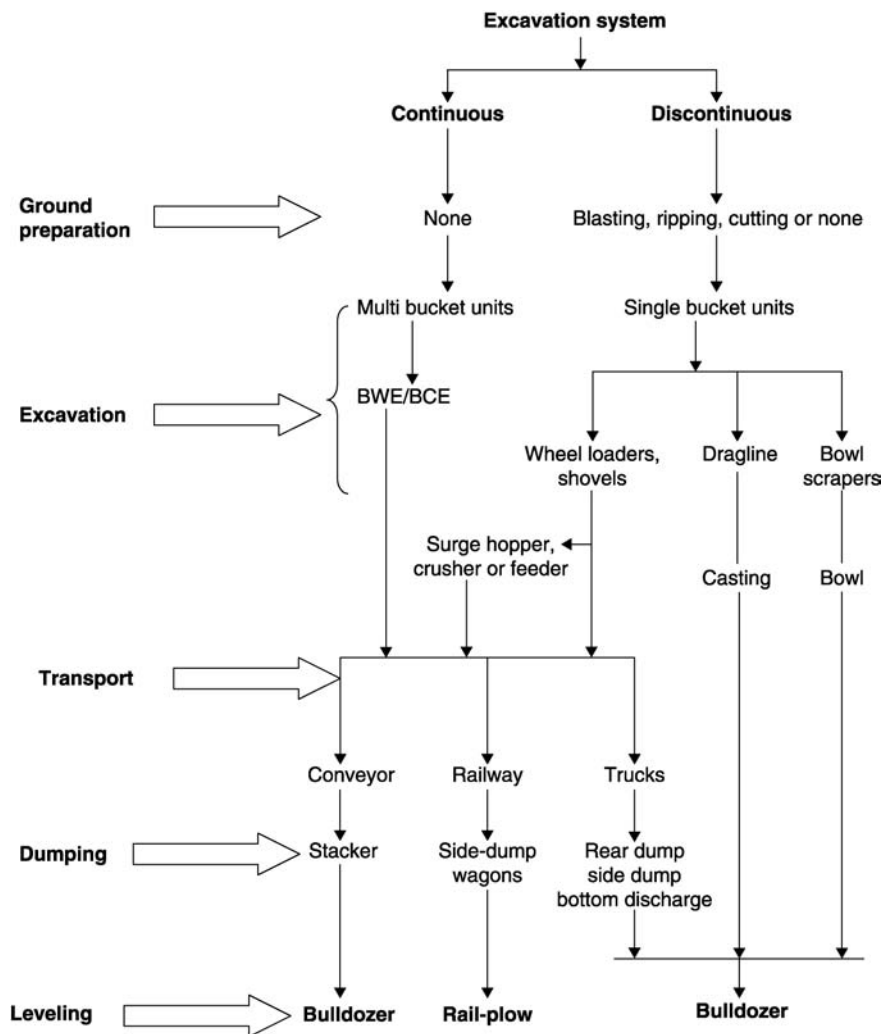 Excavation system
Continuous
Discontinuous
Ground
preparation
None
Blasting, ripping, cutting or none
Multi bucket units
Single bucket units
Excavation
BWE/BCE
Wheel loaders,
shovels
Dragline
Bowl
scrapers
Surge hopper,
crusher or feeder
Casting
Bowl
Transport
Conveyor
Railway
Trucks
Dumping
Stacker
Side-dump
wagons
Rear dump
side dump
bottom discharge
Leveling
Bulldozer
Rail-plow
Bulldozer